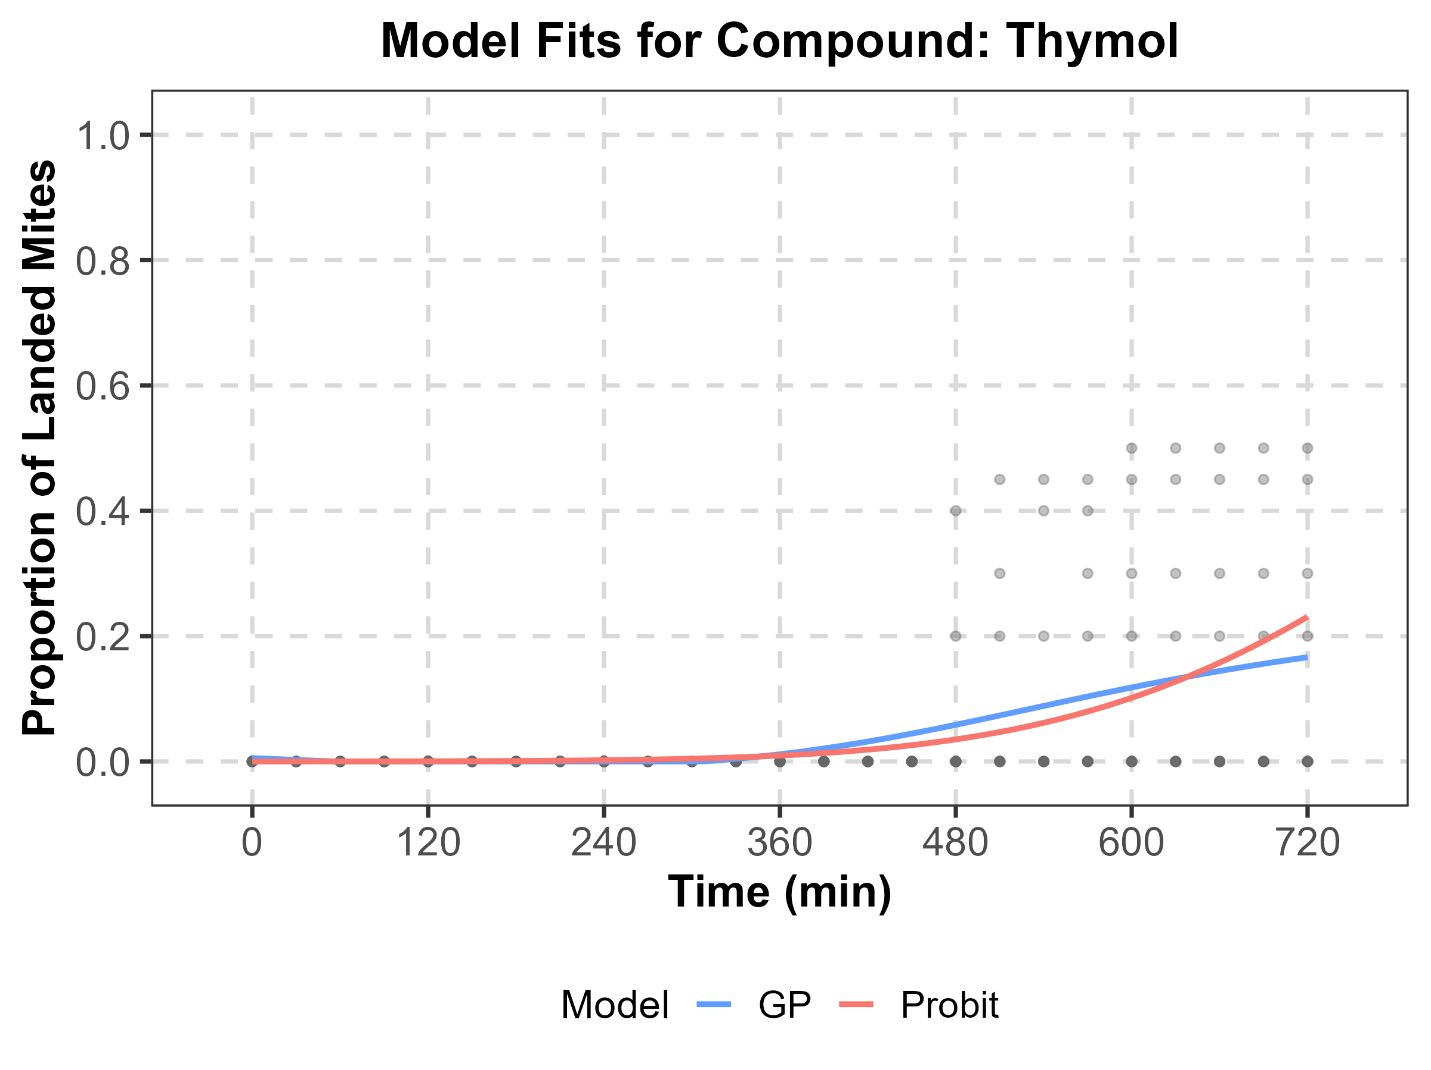 Model Fits for Compound: Thymol
Proportion of Landed Mites
1.0
0.8
0.6
0.4
0.2
0.0
0 120 240 360 480 600 720
Time (min)
Model GP Probit